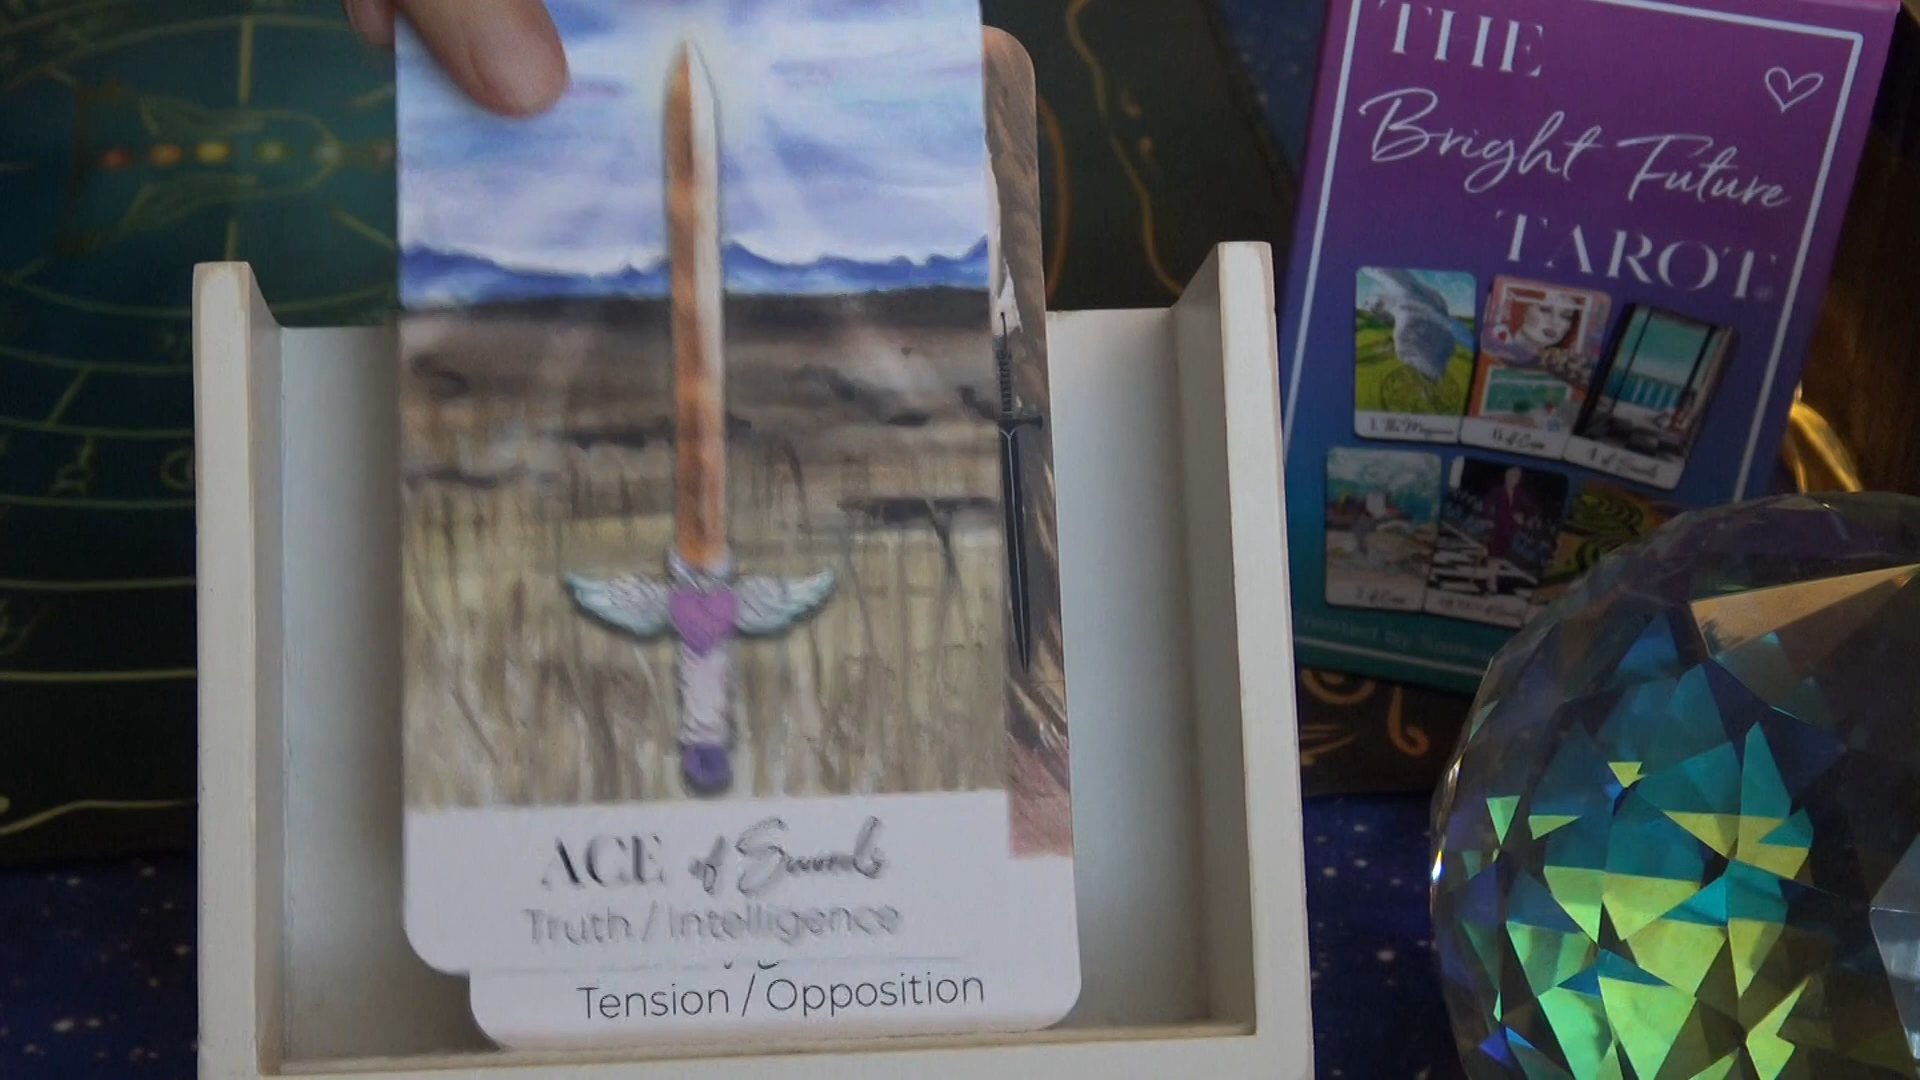 ACE of Swords
Truth / Intelligence
Tension / Opposition
THE
Bright Future
TAROT